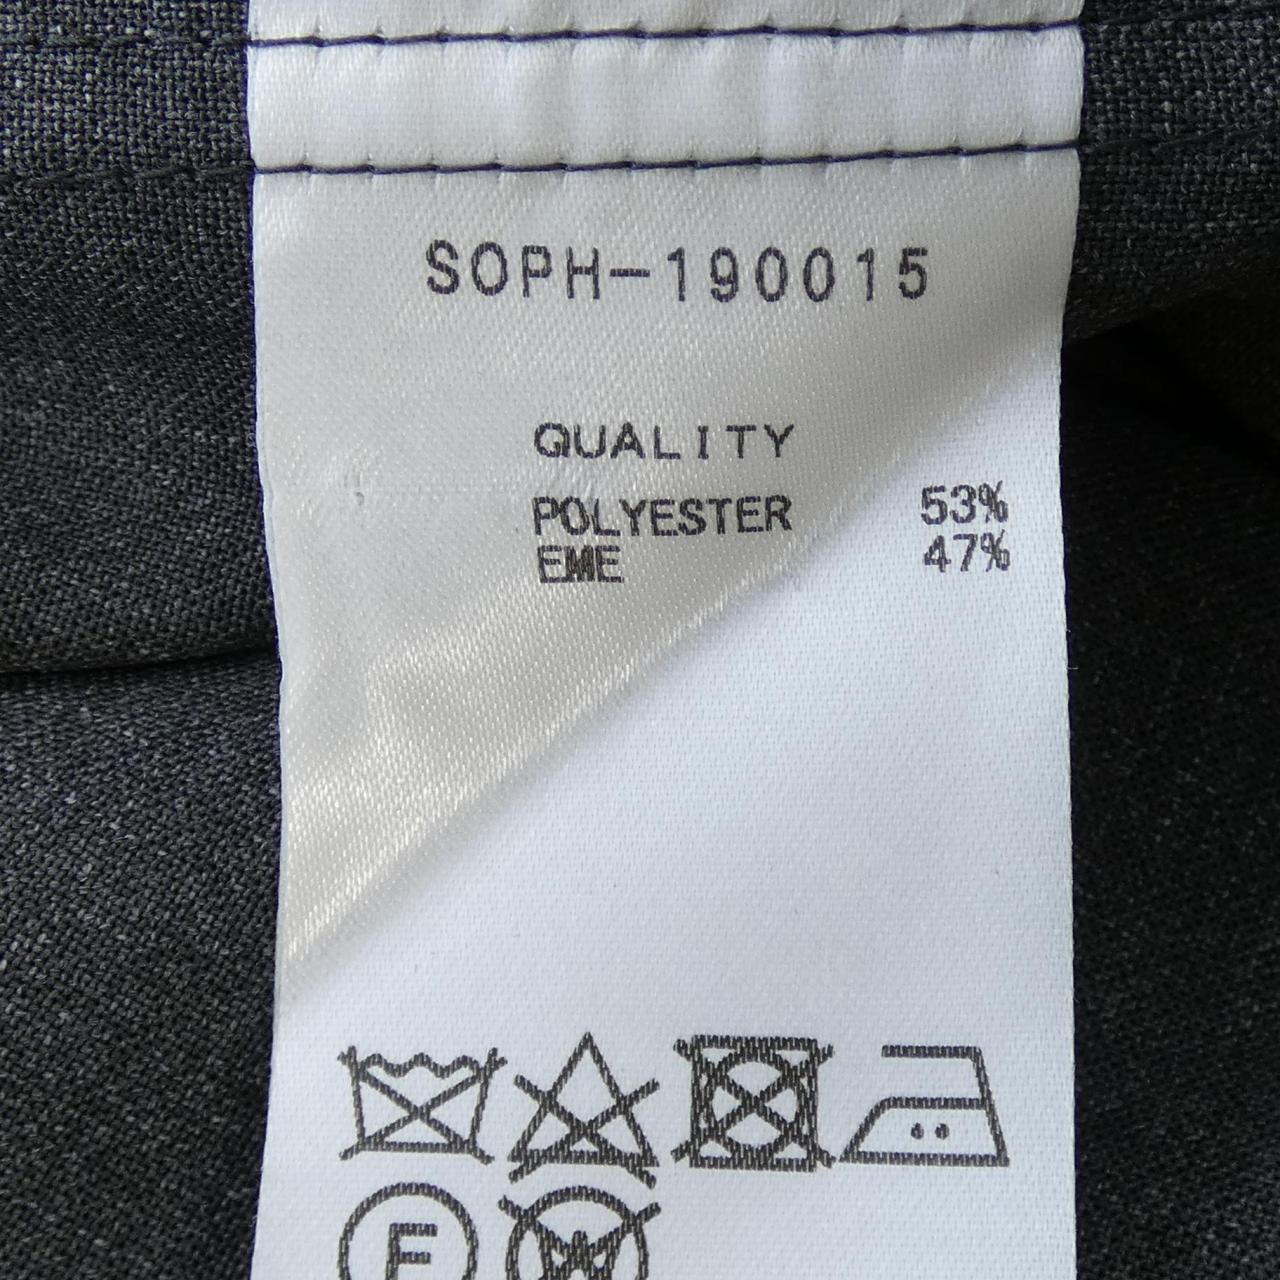 SOPH-190015
QUALITY
POLYESTER 53%
EME 47%
F
W